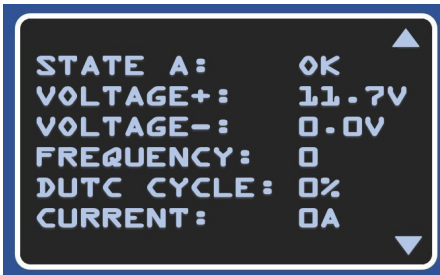 STATE A: OK
VOLTAGE+: 11.7V
VOLTAGE-: 0.0V
FREQUENCY: 0
DUTC CYCLE: 0%
CURRENT: 0A